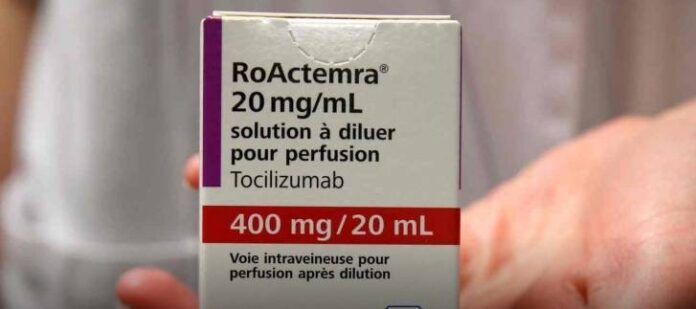 RoActemra®
20 mg/mL
solution à diluer
pour perfusion
Tocilizumab
400 mg/20 mL
Voie intraveineuse pour
perfusion après dilution